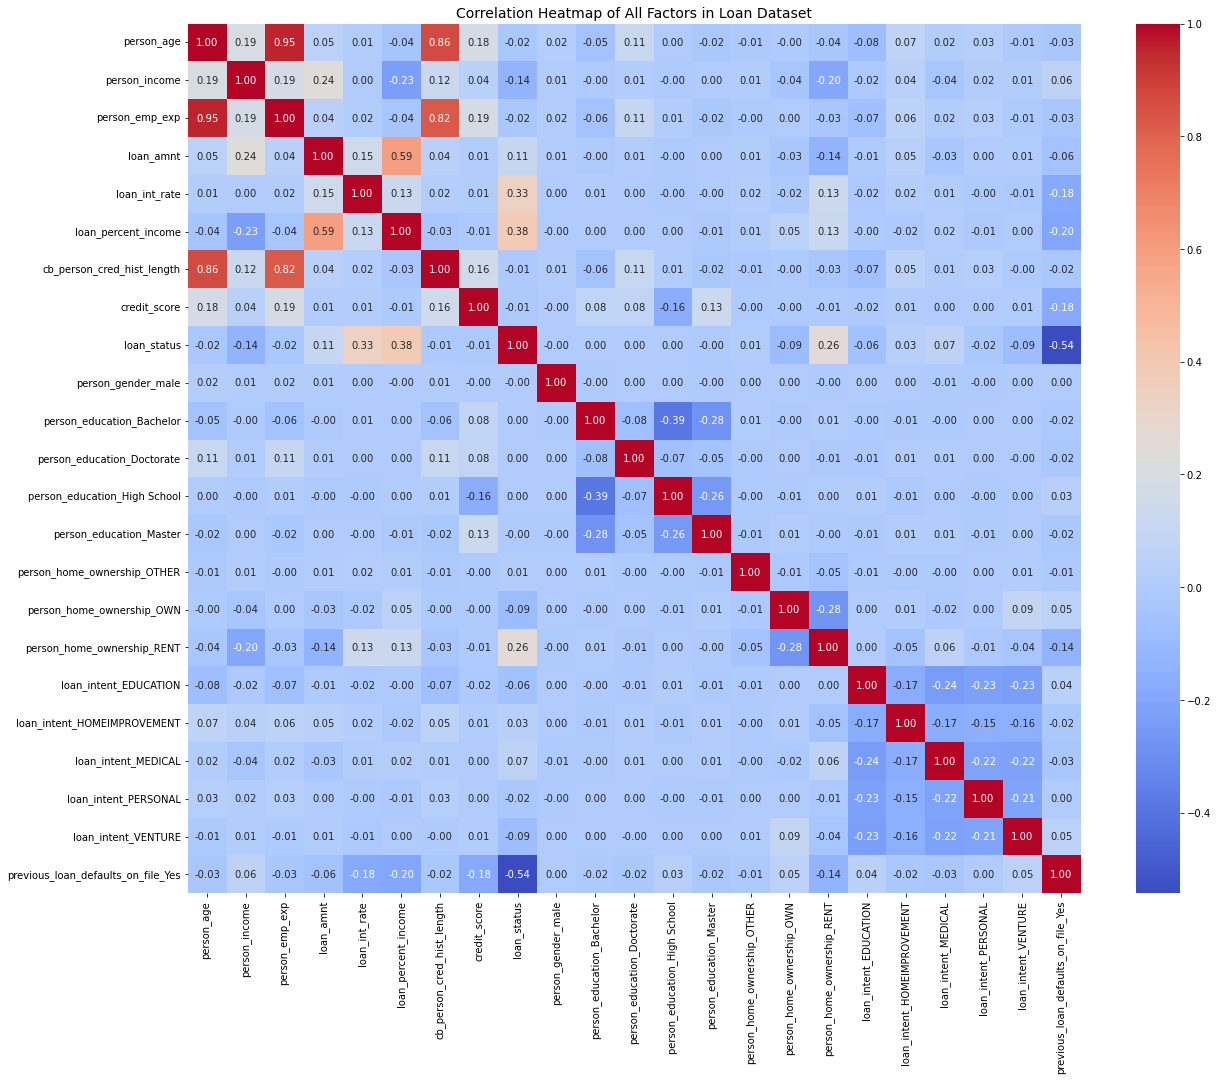 Correlation Heatmap of All Factors in Loan Dataset
person_age 1.00 0.19 0.95 0.05 0.01 -0.04 0.86 0.18 -0.02 0.02 -0.05 0.11 0.00 -0.02 -0.01 -0.00 -0.04 -0.08 0.07 0.02 0.03 -0.01 -0.03
person_income 0.19 1.00 0.19 0.24 0.00 -0.23 0.12 0.04 -0.14 0.01 -0.00 0.01 -0.00 0.00 0.01 -0.04 -0.20 -0.02 0.04 -0.04 0.02 0.01 0.06
person_emp_exp 0.95 0.19 1.00 0.04 0.02 -0.04 0.82 0.19 -0.02 0.02 -0.06 0.11 0.01 -0.02 -0.00 0.00 -0.03 -0.07 0.06 0.02 0.03 -0.01 -0.03
loan_amnt 0.05 0.24 0.04 1.00 0.15 0.59 0.04 0.01 0.11 0.01 -0.00 0.01 -0.00 0.00 0.01 -0.03 -0.14 -0.01 0.05 -0.03 0.00 0.01 -0.06
loan_int_rate 0.01 0.00 0.02 0.15 1.00 0.13 0.02 0.01 0.33 0.00 0.01 0.00 -0.00 -0.00 0.02 -0.02 0.13 -0.02 0.02 0.01 -0.00 -0.01 -0.18
loan_percent_income -0.04 -0.23 -0.04 0.59 0.13 1.00 -0.03 -0.01 0.38 -0.00 0.00 0.00 0.00 -0.01 0.01 0.05 0.13 -0.00 -0.02 0.02 -0.01 0.00 -0.20
cb_person_cred_hist_length 0.86 0.12 0.82 0.04 0.02 -0.03 1.00 0.16 -0.01 0.01 -0.06 0.11 0.01 -0.02 -0.01 -0.00 -0.03 -0.07 0.05 0.01 0.03 -0.00 -0.02
credit_score 0.18 0.04 0.19 0.01 0.01 -0.01 0.16 1.00 -0.01 -0.00 0.08 0.08 -0.16 0.13 -0.00 -0.00 -0.01 -0.02 0.01 0.00 0.00 0.01 -0.18
loan_status -0.02 -0.14 -0.02 0.11 0.33 0.38 -0.01 -0.01 1.00 -0.00 0.00 0.00 0.00 -0.00 0.01 -0.09 0.26 -0.06 0.03 0.07 -0.02 -0.09 -0.54
person_gender_male 0.02 0.01 0.02 0.01 0.00 -0.00 0.01 -0.00 -0.00 1.00 -0.00 0.00 0.00 -0.00 0.00 -0.00 0.00 0.00 0.00 -0.01 -0.00 0.00 0.00
person_education_Bachelor -0.05 -0.00 -0.06 -0.00 0.01 0.00 -0.06 0.08 0.00 -0.00 1.00 -0.08 -0.39 -0.28 0.01 -0.00 0.01 -0.00 -0.01 -0.00 0.00 0.00 -0.02
person_education_Doctorate 0.11 0.01 0.11 0.01 0.00 0.00 0.11 0.08 0.00 0.00 -0.08 1.00 -0.07 -0.05 -0.00 0.00 -0.01 -0.01 0.01 0.01 0.00 -0.00 -0.02
person_education_High School 0.00 -0.00 0.01 -0.00 -0.00 0.00 0.01 -0.16 0.00 0.00 -0.39 -0.07 1.00 -0.26 -0.00 -0.01 -0.00 0.01 -0.01 0.00 -0.00 0.00 0.03
person_education_Master -0.02 0.00 -0.02 0.00 -0.00 -0.01 -0.02 0.13 -0.00 -0.00 -0.28 -0.05 -0.26 1.00 -0.01 0.01 -0.00 -0.01 0.01 0.01 -0.01 0.00 -0.02
person_home_ownership_OTHER -0.01 0.01 -0.00 0.01 0.02 0.01 -0.01 -0.00 0.01 0.00 0.01 -0.00 -0.00 -0.01 1.00 -0.01 -0.05 -0.01 -0.00 -0.00 0.00 0.01 -0.01
person_home_ownership_OWN -0.00 -0.04 0.00 -0.03 -0.02 0.05 -0.00 -0.00 -0.09 -0.00 -0.00 0.00 -0.01 0.01 -0.01 1.00 -0.28 0.00 0.01 -0.02 0.00 0.09 0.05
person_home_ownership_RENT -0.04 -0.20 -0.03 -0.14 0.13 0.13 -0.03 -0.01 0.26 0.00 0.01 -0.01 -0.00 -0.00 -0.05 -0.28 1.00 0.00 -0.05 0.06 -0.01 -0.04 -0.14
loan_intent_EDUCATION -0.08 -0.02 -0.07 -0.01 -0.02 -0.00 -0.07 -0.02 -0.06 0.00 -0.00 -0.01 0.01 -0.01 -0.01 0.00 0.00 1.00 -0.17 -0.24 -0.23 -0.23 0.04
loan_intent_HOMEIMPROVEMENT 0.07 0.04 0.06 0.05 0.02 -0.02 0.05 0.01 0.03 0.00 -0.01 0.01 -0.01 0.01 -0.00 0.01 -0.05 -0.17 1.00 -0.17 -0.15 -0.16 -0.02
loan_intent_MEDICAL 0.02 -0.04 0.02 -0.03 0.01 0.02 0.01 0.00 0.07 -0.01 -0.00 0.01 0.00 0.01 -0.00 -0.02 0.06 -0.24 -0.17 1.00 -0.22 -0.22 -0.03
loan_intent_PERSONAL 0.03 0.02 0.03 0.00 -0.00 -0.01 0.03 0.00 -0.02 -0.00 0.00 0.00 -0.00 -0.01 0.00 0.00 -0.01 -0.23 -0.15 -0.22 1.00 -0.21 0.00
loan_intent_VENTURE -0.01 0.01 -0.01 0.01 -0.01 0.00 -0.00 0.01 -0.09 0.00 0.00 -0.00 0.00 0.00 0.01 0.09 -0.04 -0.23 -0.16 -0.22 -0.21 1.00 0.05
previous_loan_defaults_on_file_Yes -0.03 0.06 -0.03 -0.06 -0.18 -0.20 -0.02 -0.18 -0.54 0.00 -0.02 -0.02 0.03 -0.02 -0.01 0.05 -0.14 0.04 -0.02 -0.03 0.00 0.05 1.00
person_age
person_income
person_emp_exp
loan_amnt
loan_int_rate
loan_percent_income
cb_person_cred_hist_length
credit_score
loan_status
person_gender_male
person_education_Bachelor
person_education_Doctorate
person_education_High School
person_education_Master
person_home_ownership_OTHER
person_home_ownership_OWN
person_home_ownership_RENT
loan_intent_EDUCATION
loan_intent_HOMEIMPROVEMENT
loan_intent_MEDICAL
loan_intent_PERSONAL
loan_intent_VENTURE
previous_loan_defaults_on_file_Yes
1.0
0.8
0.6
0.4
0.2
0.0
−0.2
−0.4